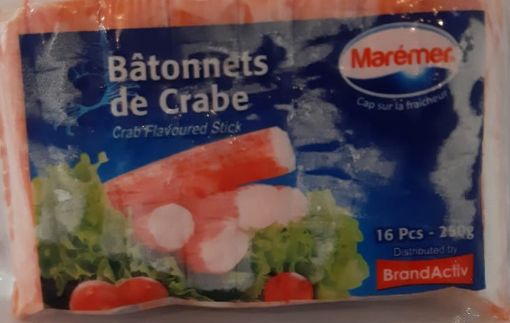 Bâtonnets
de Crabe
Crab Flavoured Stick
Marémer
Cap sur la fraîcheur
16 Pcs - 250g
Distributed by
BrandActiv